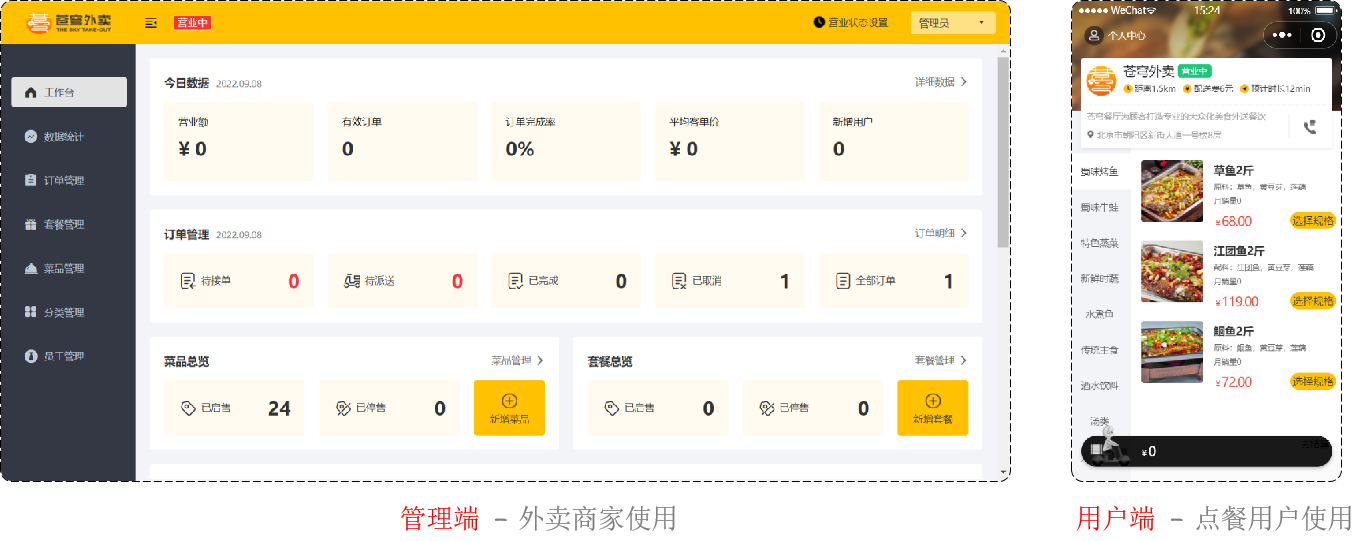 苍穹外卖
THE SKY TAKE-OUT
营业中
营业状态设置
管理员
工作台
数据统计
订单管理
套餐管理
菜品管理
分类管理
员工管理
今日数据 2022.09.08
详细数据
营业额
¥ 0
有效订单
0
订单完成率
0%
平均客单价
¥ 0
新增用户
0
订单管理 2022.09.08
订单明细
待接单 0
待派送 0
已完成 0
已取消 1
全部订单 1
菜品总览
菜品管理
已启售 24
已停售 0
新增菜品
套餐总览
套餐管理
已启售 0
已停售 0
新增套餐
管理端 - 外卖商家使用
WeChat 15:24 100%
个人中心
苍穹外卖 营业中
距离1.5km 配送费6元 预计时长12min
苍穹餐厅为顾客打造专业的大众化美食外送餐饮
北京市朝阳区新街大道一号楼8层
蜀味烤鱼
蜀味牛蛙
特色蒸菜
新鲜时蔬
水煮鱼
传统主食
酒水饮料
汤类
草鱼2斤
原料：草鱼，黄豆芽，莲藕
月销量0
¥68.00
选择规格
江团鱼2斤
配料：江团鱼，黄豆芽，莲藕
月销量0
¥119.00
选择规格
鮰鱼2斤
原料：鮰鱼，黄豆芽，莲藕
月销量0
¥72.00
选择规格
¥0
用户端 - 点餐用户使用